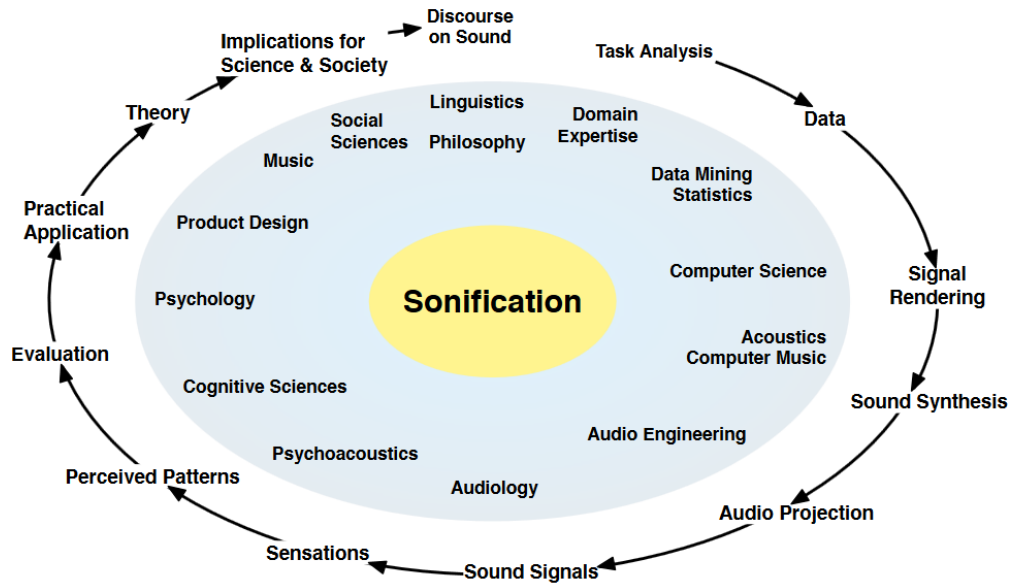 Discourse
on Sound
Implications for
Science & Society
Task Analysis
Theory
Data
Linguistics
Philosophy
Domain
Expertise
Social
Sciences
Music
Data Mining
Statistics
Practical
Application
Product Design
Computer Science
Signal
Rendering
Psychology
Sonification
Acoustics
Computer Music
Evaluation
Cognitive Sciences
Sound Synthesis
Audio Engineering
Psychoacoustics
Perceived Patterns
Audiology
Audio Projection
Sensations
Sound Signals